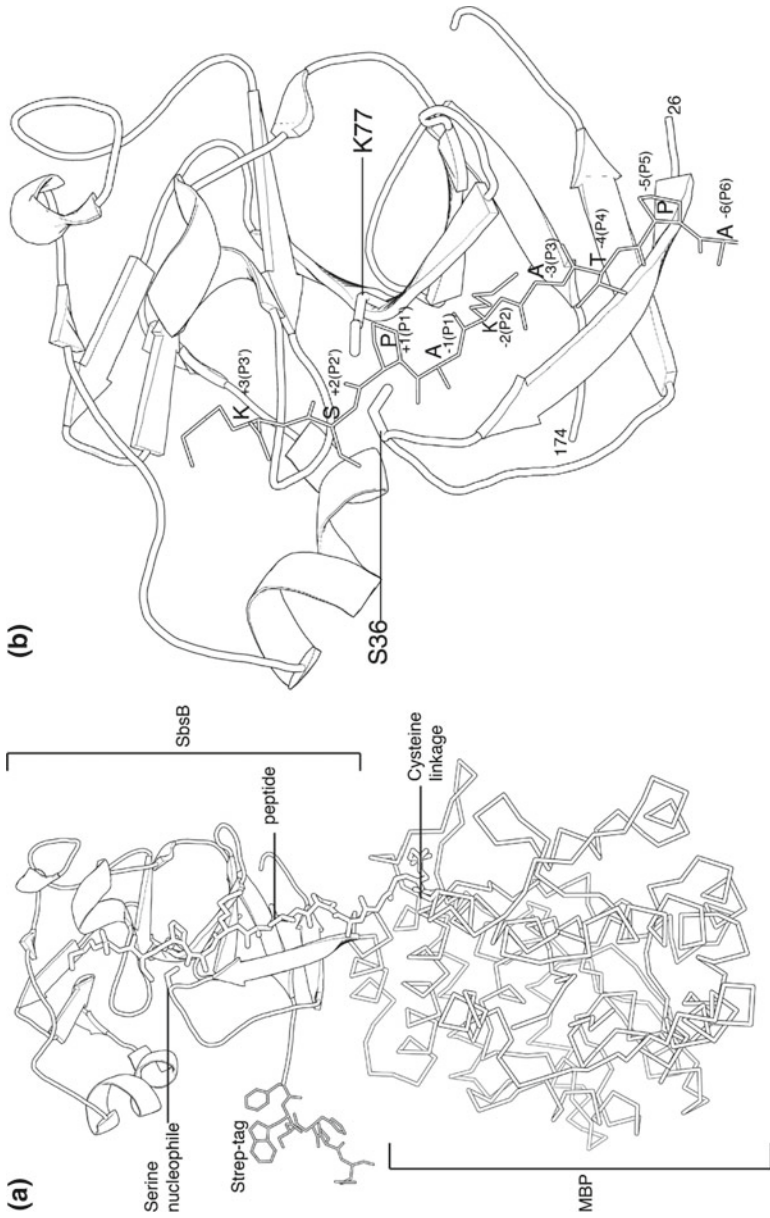 (a)
Serine
nucleophile
Strep-tag
peptide
SbsB
Cysteine
linkage
MBP
(b)
K +3(P3')
S +2(P2')
P +1(P1')
A -1(P1)
K -2(P2)
A -3(P3)
T -4(P4)
P -5(P5)
A -6(P6)
S36
K77
174
26